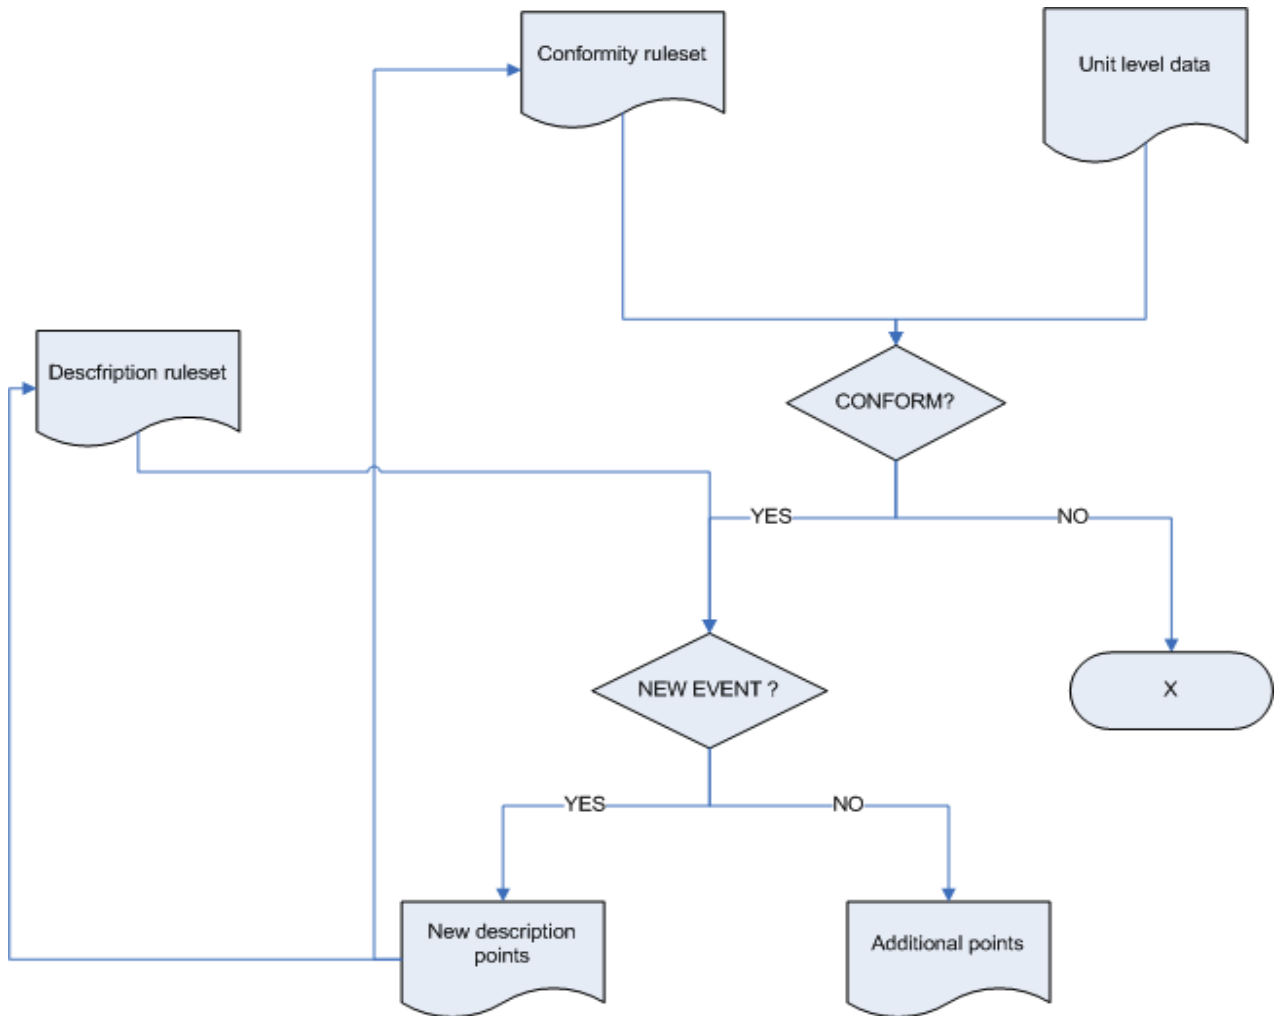 Conformity ruleset
Unit level data
Descfription ruleset
CONFORM?
YES
NO
NEW EVENT ?
X
YES
NO
New description
points
Additional points